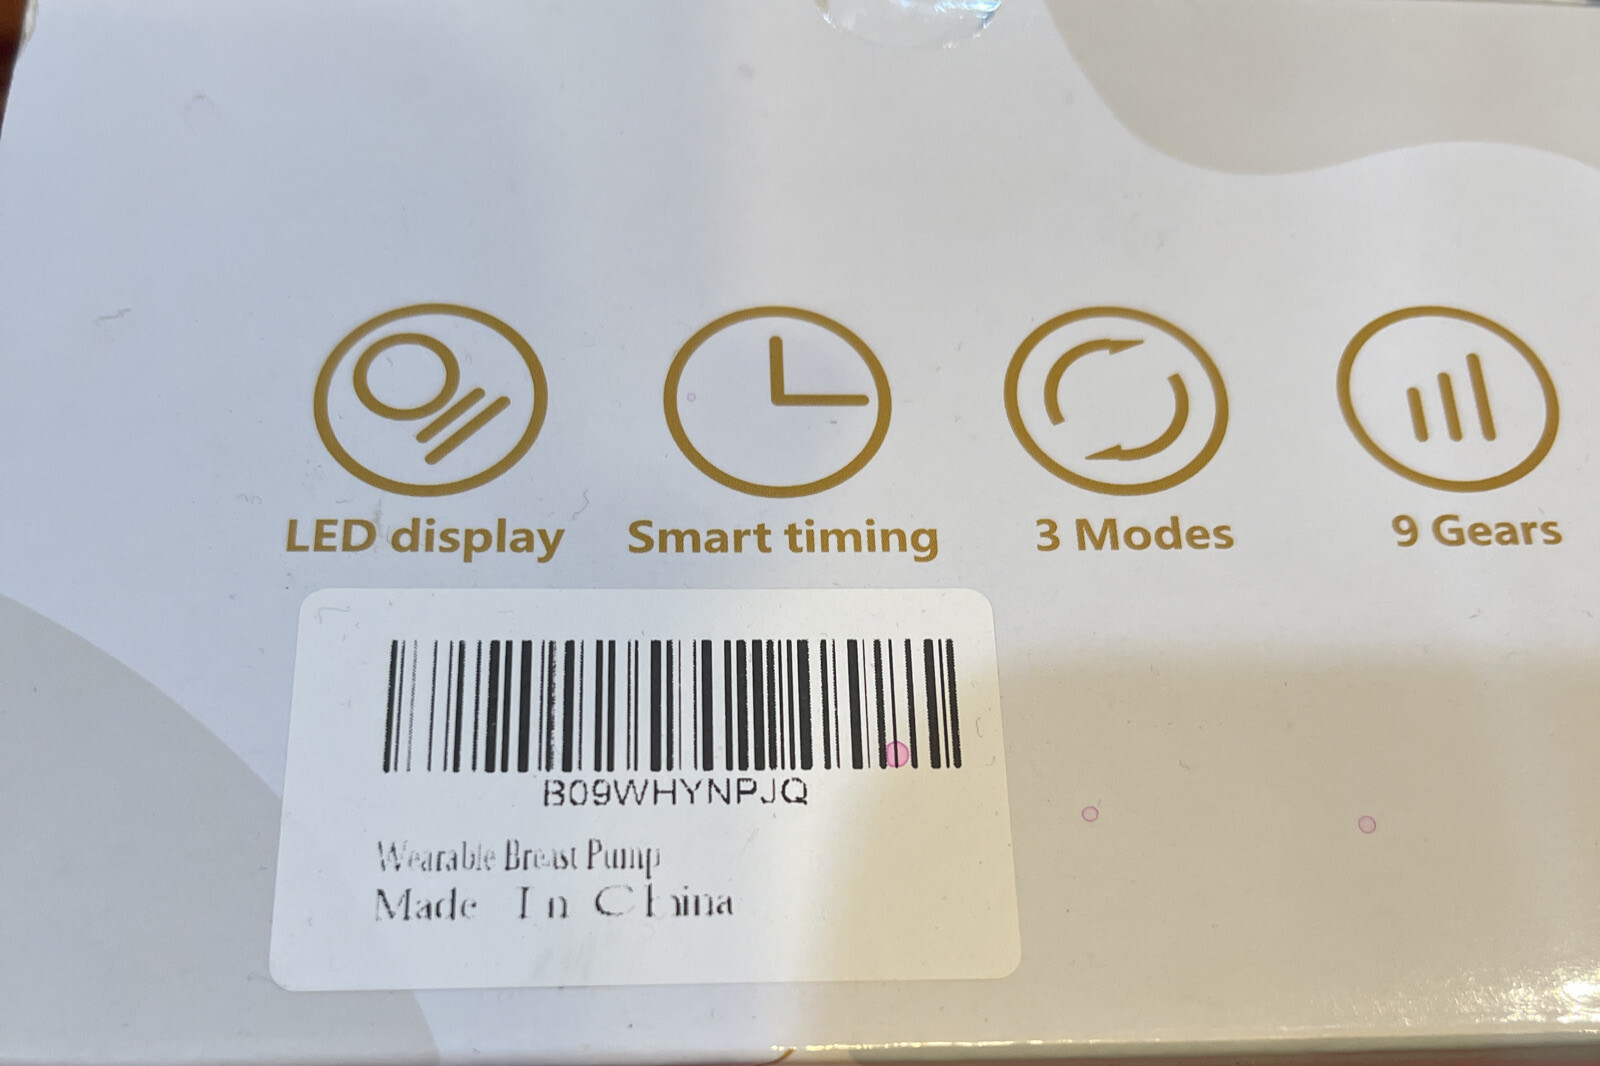 LED display
Smart timing
3 Modes
9 Gears
B09WHYNPJQ
Wearable Breast Pump
Made In China